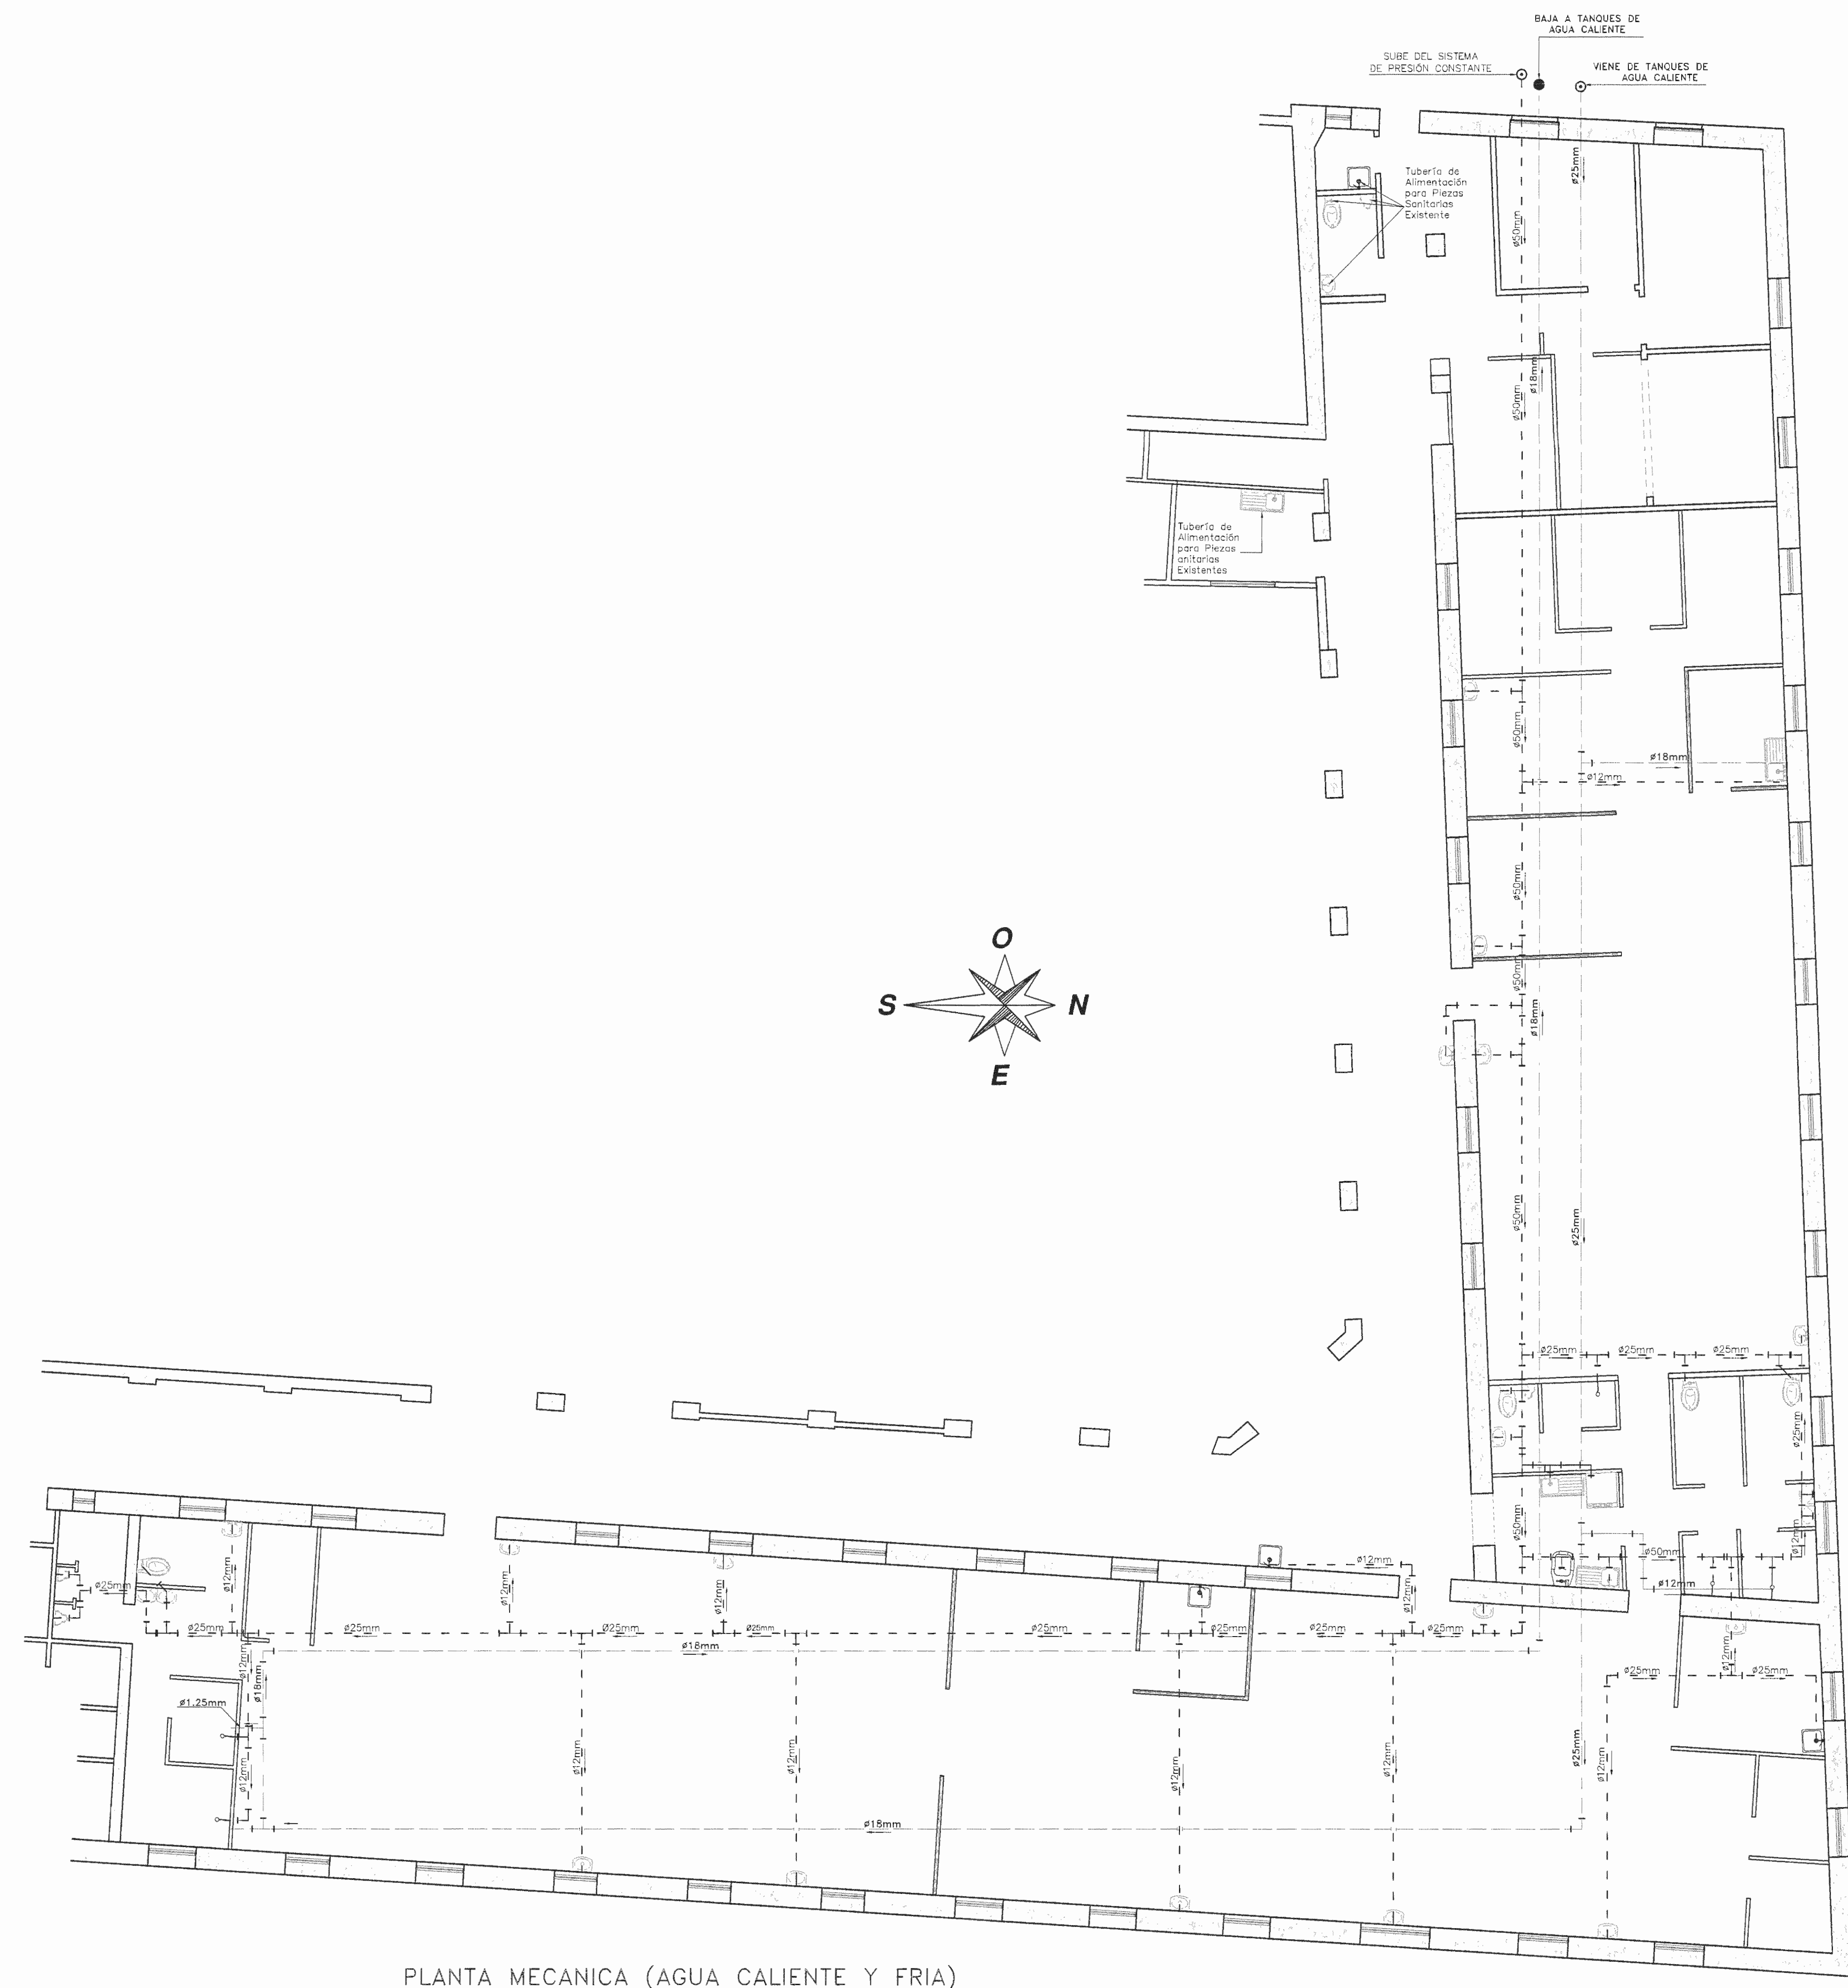 BAJA A TANQUES DE
AGUA CALIENTE
SUBE DEL SISTEMA
DE PRESIÓN CONSTANTE
VIENE DE TANQUES DE
AGUA CALIENTE
Tubería de
Alimentación
para Piezas
Sanitarias
Existente
ø25mm
ø50mm
ø18mm
ø50mm
Tubería de
Alimentación
para Piezas
anitarias
Existentes
ø50mm
ø18mm
ø12mm
ø50mm
O
S
N
E
ø50mm
ø18mm
ø50mm
ø25mm
ø25mm
ø25mm
ø25mm
ø25mm
ø50mm
ø12mm
ø50mm
ø12mm
ø12mm
ø12mm
ø25mm
ø12mm
ø12mm
ø12mm
ø25mm
ø25mm
Ø25mm
ø25mm
ø25mm
ø25mm
ø25mm
ø25mm
ø18mm
ø12mm
ø12mm
ø18mm
ø25mm
ø25mm
ø1.25mm
ø12mm
ø12mm
ø12mm
ø12mm
ø12mm
ø25mm
ø12mm
ø18mm
PLANTA MECANICA (AGUA CALIENTE Y FRIA)